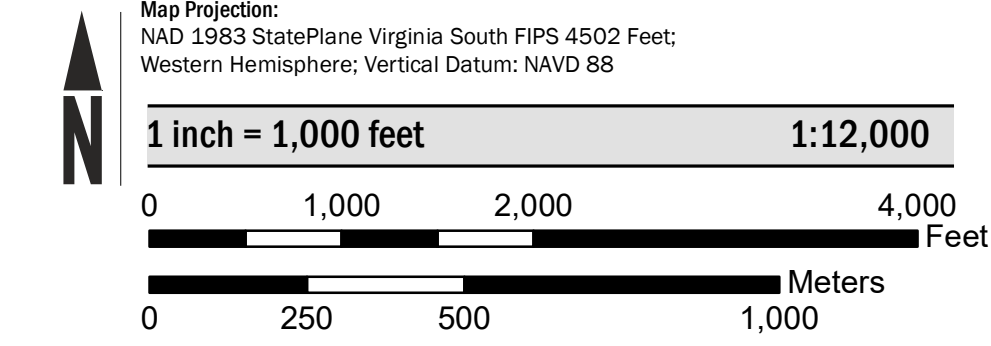 Map Projection:
NAD 1983 StatePlane Virginia South FIPS 4502 Feet;
Western Hemisphere; Vertical Datum: NAVD 88
N
1 inch = 1,000 feet 1:12,000
0 1,000 2,000 4,000
Feet
Meters
0 250 500 1,000